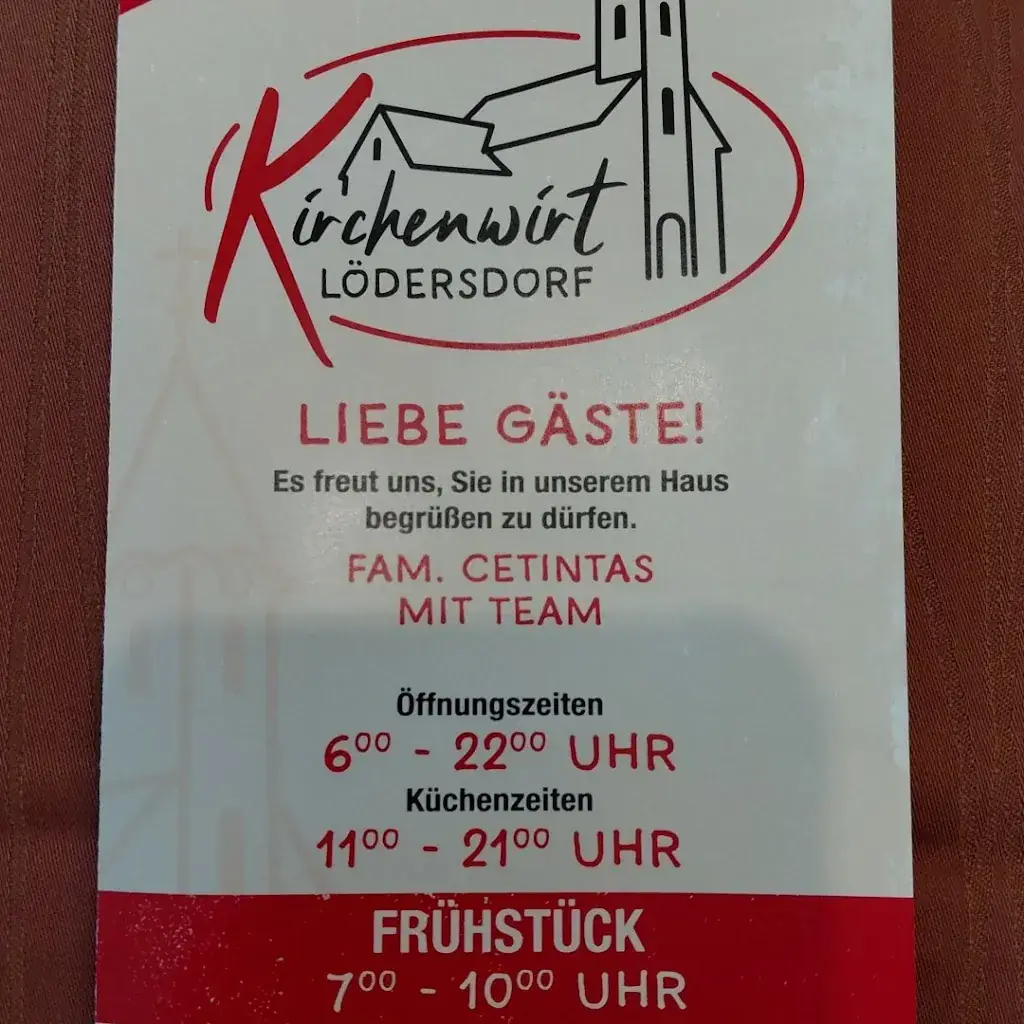 Kirchenwirt
LÖDERSDORF
LIEBE GÄSTE!
Es freut uns, Sie in unserem Haus
begrüßen zu dürfen.
FAM. CETINTAS
MIT TEAM
Öffnungszeiten
6⁰⁰ - 22⁰⁰ UHR
Küchenzeiten
11⁰⁰ - 21⁰⁰ UHR
FRÜHSTÜCK
7⁰⁰ - 10⁰⁰ UHR